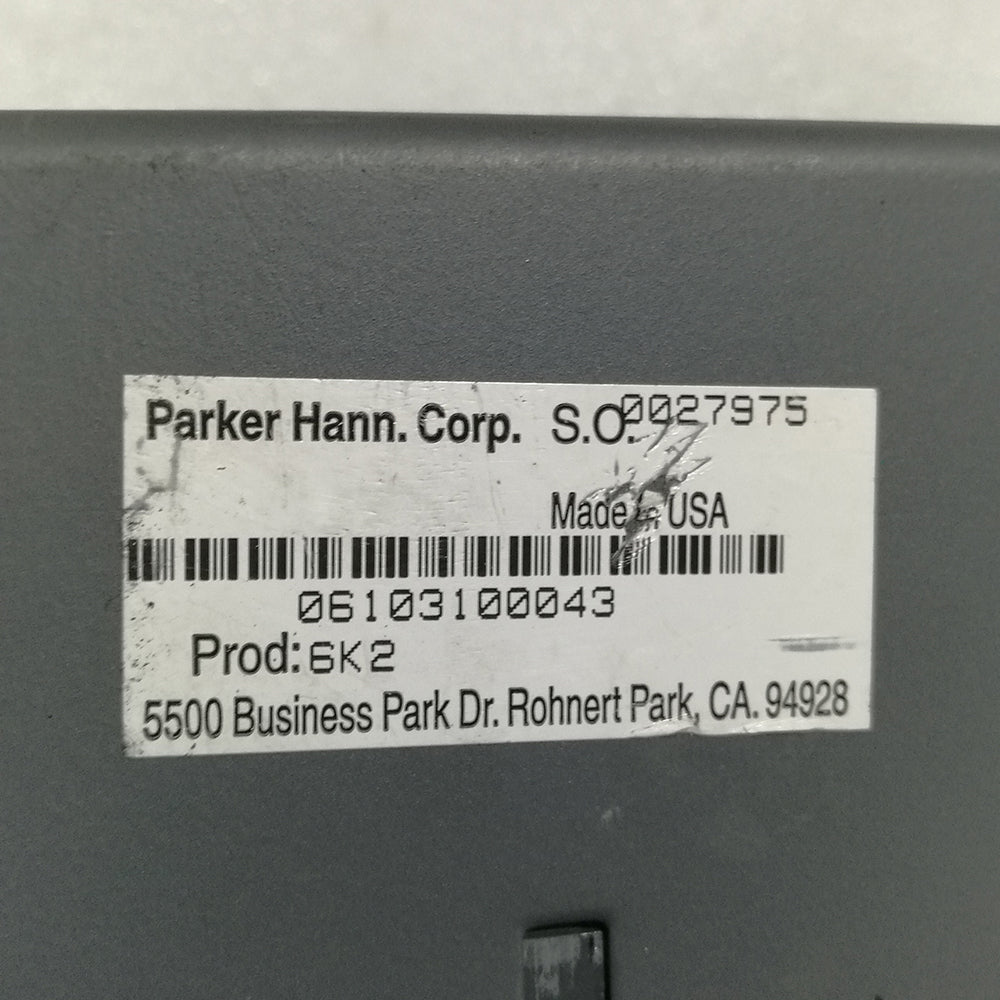 Parker Hann. Corp. S.O. 0027975
Made in USA
06103100043
Prod: 6K2
5500 Business Park Dr. Rohnert Park, CA. 94928